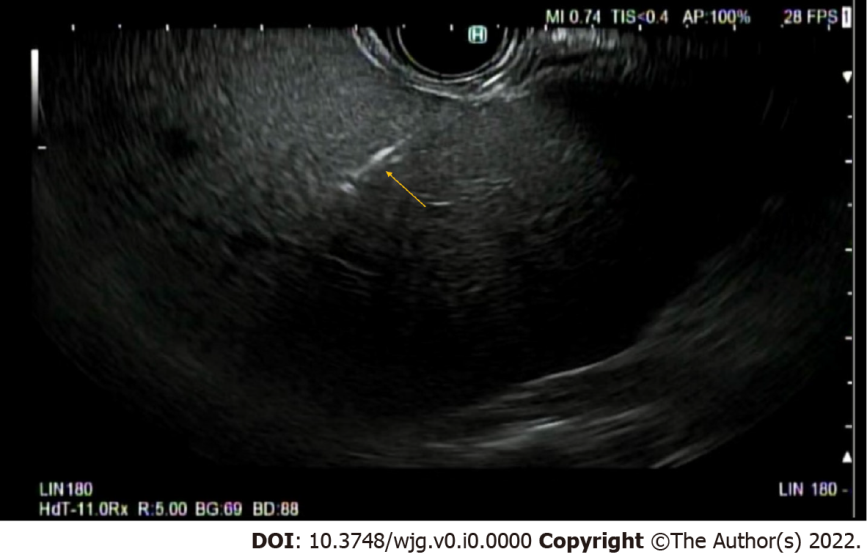 MI 0.74 TIS<0.4 AP:100% 28 FPS 1
H
LIN180
LIN 180
HdT-11.0Rx R:5.00 BG:69 BD:88
DOI: 10.3748/wjg.v0.i0.0000 Copyright ©The Author(s) 2022.